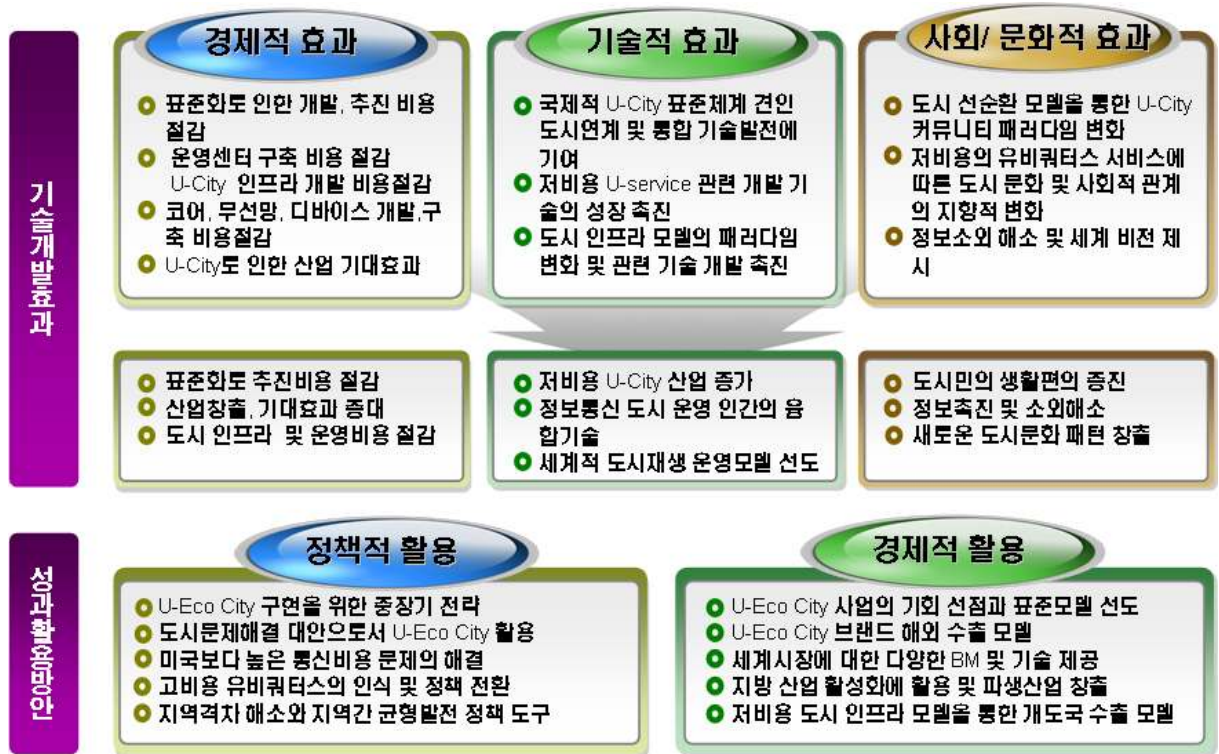 기술개발효과
경제적 효과
표준화로 인한 개발, 추진 비용
절감
운영센터 구축 비용 절감
U-City 인프라 개발 비용절감
코어, 무선망, 디바이스 개발,구
축 비용절감
U-City로 인한 산업 기대효과
기술적 효과
국제적 U-City 표준체계 견인
도시연계 및 통합 기술발전에
기여
저비용 U-service 관련 개발 기
술의 성장 촉진
도시 인프라 모델의 패러다임
변화 및 관련 기술 개발 촉진
사회/ 문화적 효과
도시 선순환 모델을 통한 U-City
커뮤니티 패러다임 변화
저비용의 유비쿼터스 서비스에
따른 도시 문화 및 사회적 관계
의 지향적 변화
정보소외 해소 및 세계 비전 제
시
표준화로 추진비용 절감
산업창출, 기대효과 증대
도시 인프라 및 운영비용 절감
저비용 U-City 산업 증가
정보통신 도시 운영 인간의 융
합기술
세계적 도시재생 운영모델 선도
도시민의 생활편의 증진
정보촉진 및 소외해소
새로운 도시문화 패턴 창출
성과활용방안
정책적 활용
U-Eco City 구현을 위한 중장기 전략
도시문제해결 대안으로서 U-Eco City 활용
미국보다 높은 통신비용 문제의 해결
고비용 유비쿼터스의 인식 및 정책 전환
지역격차 해소와 지역간 균형발전 정책 도구
경제적 활용
U-Eco City 사업의 기회 선점과 표준모델 선도
U-Eco City 브랜드 해외 수출 모델
세계시장에 대한 다양한 BM 및 기술 제공
지방 산업 활성화에 활용 및 파생산업 창출
저비용 도시 인프라 모델을 통한 개도국 수출 모델